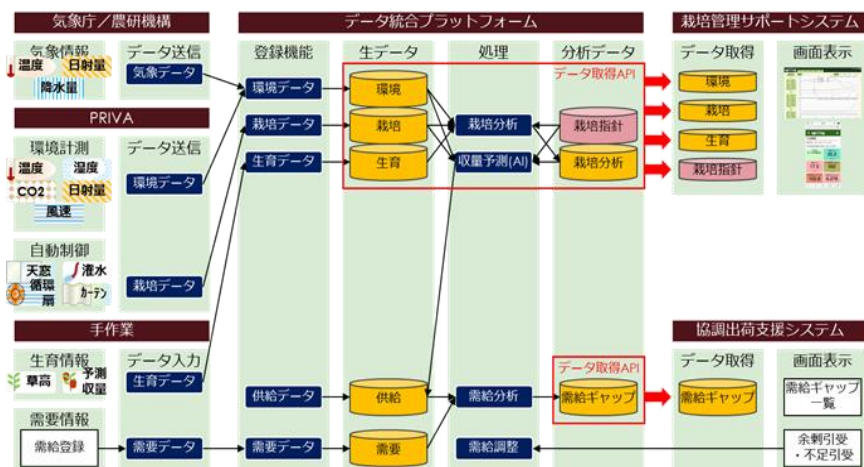 気象庁／農研機構
データ統合プラットフォーム
栽培管理サポートシステム
気象情報
データ送信
登録機能
生データ
処理
分析データ
データ取得
画面表示
温度
日射量
降水量
気象データ
環境データ
環境
データ取得API
環境
栽培データ
栽培
栽培分析
栽培指針
栽培
生育データ
生育
収量予測(AI)
栽培分析
生育
栽培指針
PRIVA
環境計測
データ送信
温度
湿度
CO2
日射量
風速
環境データ
自動制御
天窓
灌水
循環扇
カーテン
栽培データ
手作業
協調出荷支援システム
生育情報
データ入力
データ取得API
データ取得
画面表示
草高
予測
収量
生育データ
供給データ
供給
需給分析
需給ギャップ
需給ギャップ
需給ギャップ
一覧
需要情報
需給登録
需要データ
需要データ
需要
需給調整
余剰引受
・不足引受